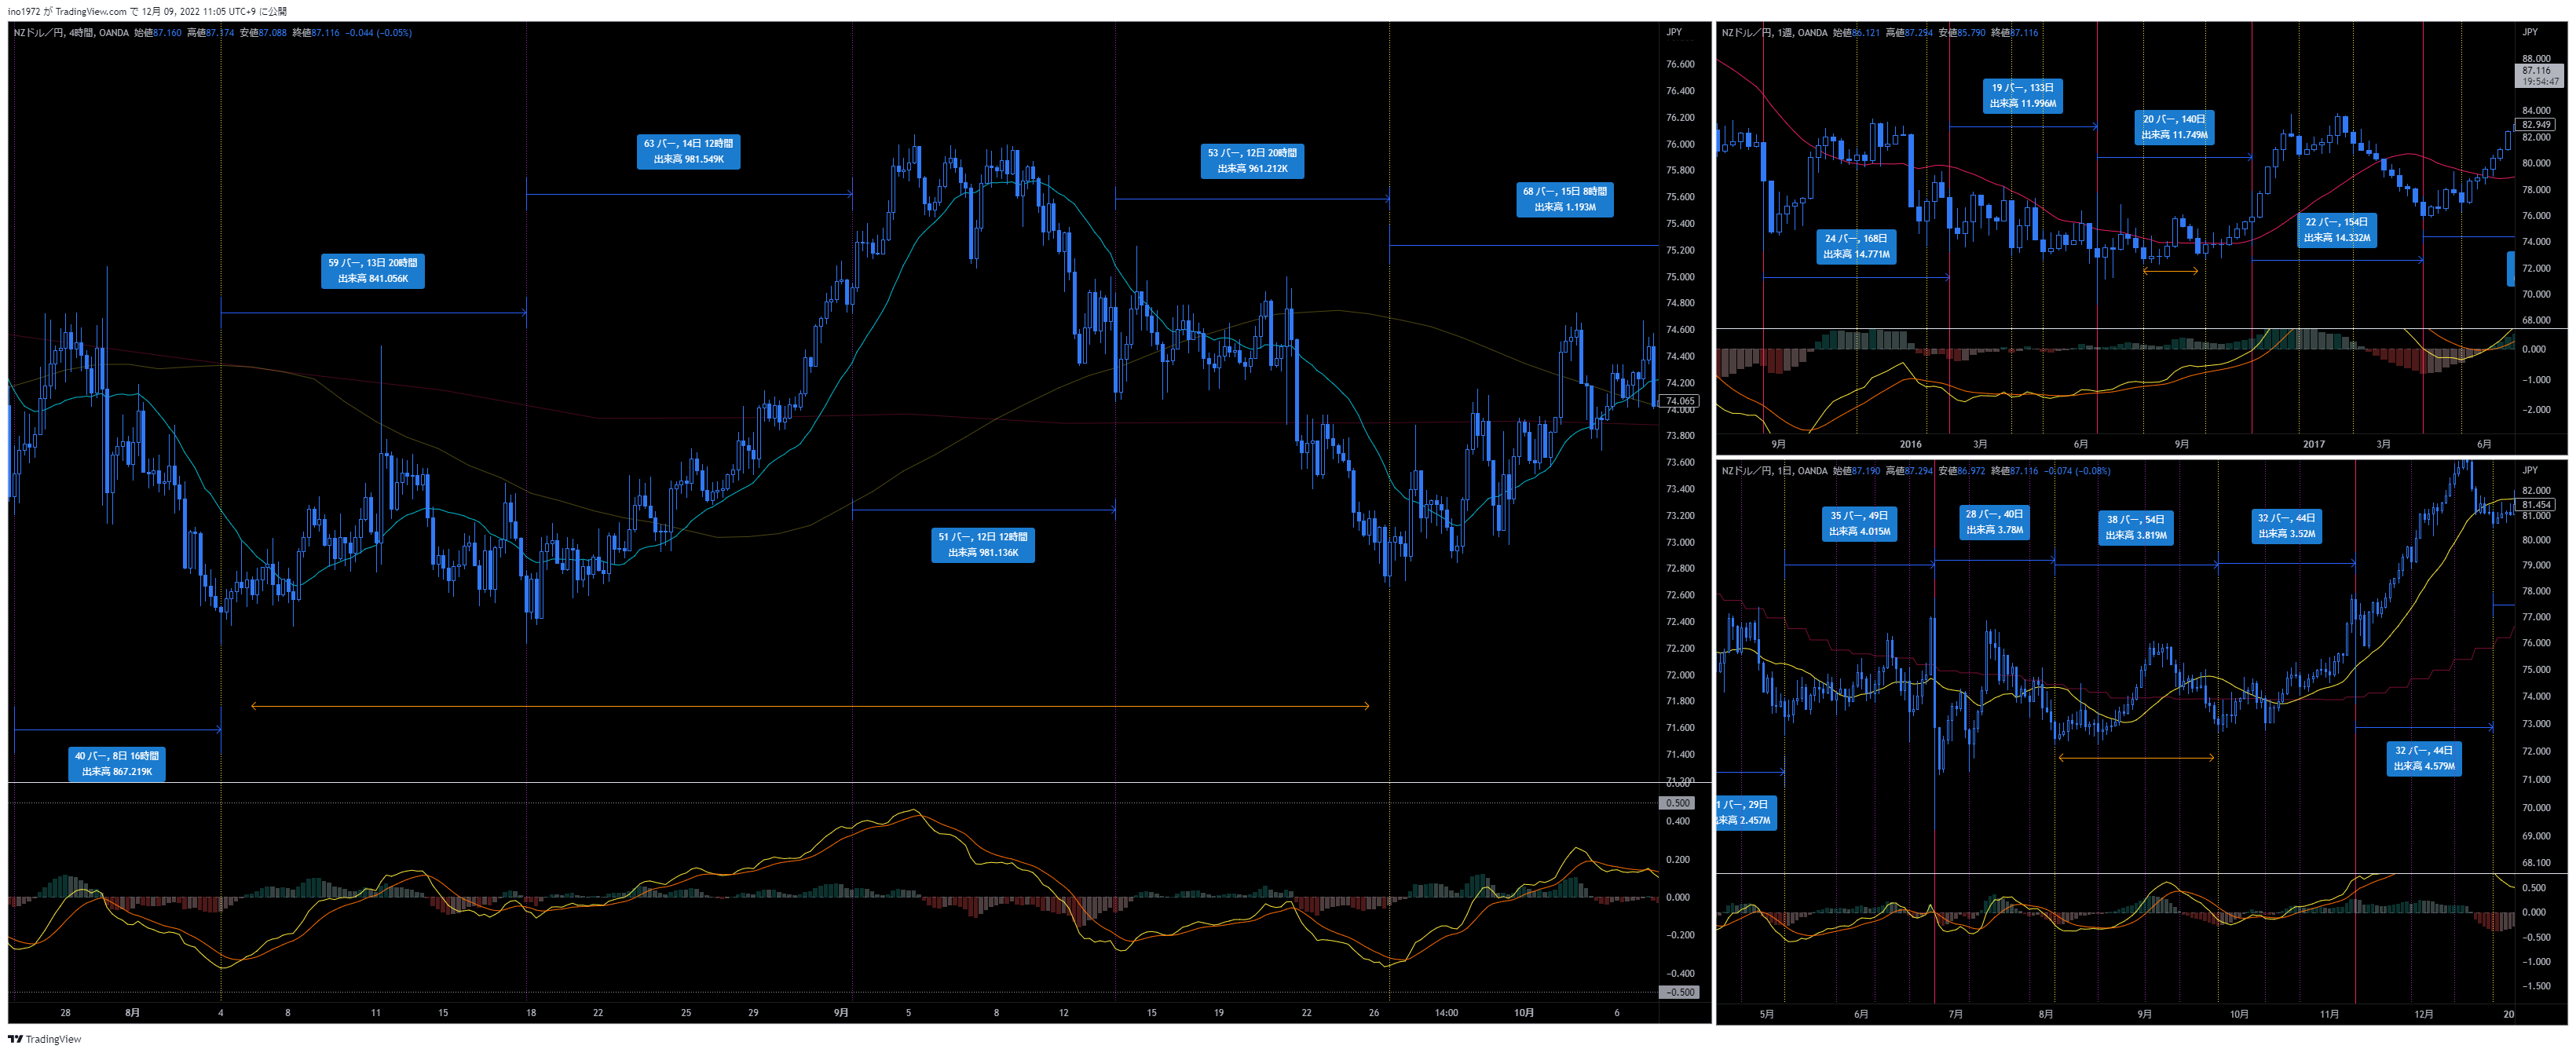 ino1972 が TradingView.com で 12月 09, 2022 11:05 UTC+9 に公開
NZドル／円, 4時間, OANDA 始値87.160 高値87.174 安値87.088 終値87.116 −0.044 (−0.05%)
JPY
76.600
76.400
76.200
76.000
75.800
75.600
75.400
75.200
75.000
74.800
74.600
74.400
74.200
74.065
74.000
73.800
73.600
73.400
73.200
73.000
72.800
72.600
72.400
72.200
72.000
71.800
71.600
71.400
71.200
63 バー, 14日 12時間
出来高 981.549K
53 バー, 12日 20時間
出来高 961.212K
68 バー, 15日 8時間
出来高 1.193M
59 バー, 13日 20時間
出来高 841.056K
51 バー, 12日 12時間
出来高 981.136K
40 バー, 8日 16時間
出来高 867.219K
0.600
0.500
0.400
0.200
0.000
−0.200
−0.400
−0.500
28 8月 4 8 11 15 18 22 25 29 9月 5 8 12 15 19 22 26 14:00 10月 6
NZドル／円, 1週, OANDA 始値86.121 高値87.294 安値85.790 終値87.116
JPY
88.000
87.116
19:54:47
84.000
82.949
82.000
80.000
78.000
76.000
74.000
72.000
70.000
68.000
19 バー, 133日
出来高 11.996M
20 バー, 140日
出来高 11.749M
24 バー, 168日
出来高 14.771M
22 バー, 154日
出来高 14.332M
0.000
−1.000
−2.000
9月 2016 3月 6月 9月 2017 3月 6月
NZドル／円, 1日, OANDA 始値87.190 高値87.294 安値86.972 終値87.116 −0.074 (−0.08%)
JPY
82.000
81.454
81.000
80.000
79.000
78.000
77.000
76.000
75.000
74.000
73.000
72.000
71.000
70.000
69.000
68.100
35 バー, 49日
出来高 4.015M
28 バー, 40日
出来高 3.78M
38 バー, 54日
出来高 3.819M
32 バー, 44日
出来高 3.52M
32 バー, 44日
出来高 4.579M
1 バー, 29日
出来高 2.457M
0.500
0.000
−0.500
−1.000
−1.500
5月 6月 7月 8月 9月 10月 11月 12月 20
TradingView